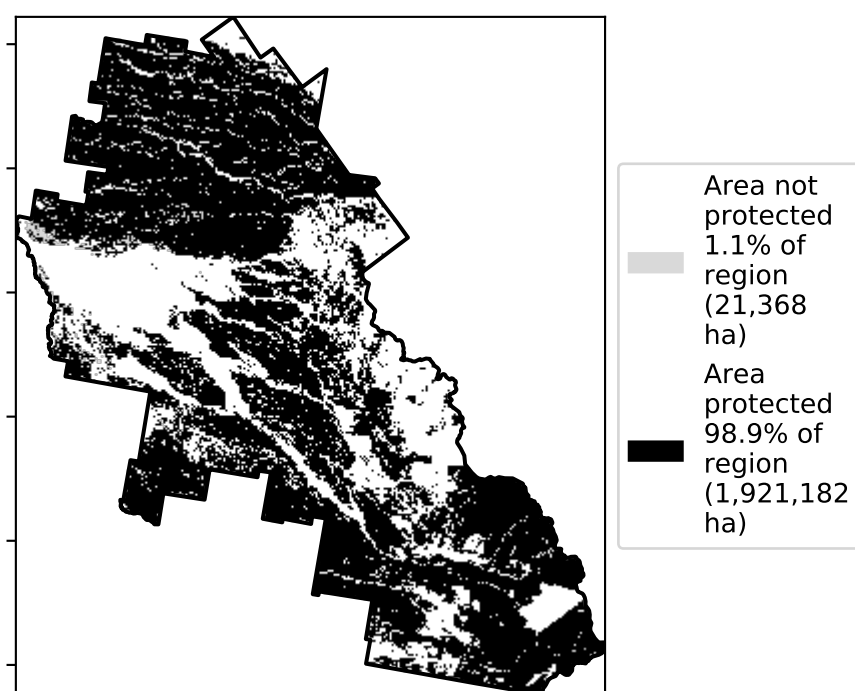 Area not
protected
1.1% of
region
(21,368
ha)
Area
protected
98.9% of
region
(1,921,182
ha)